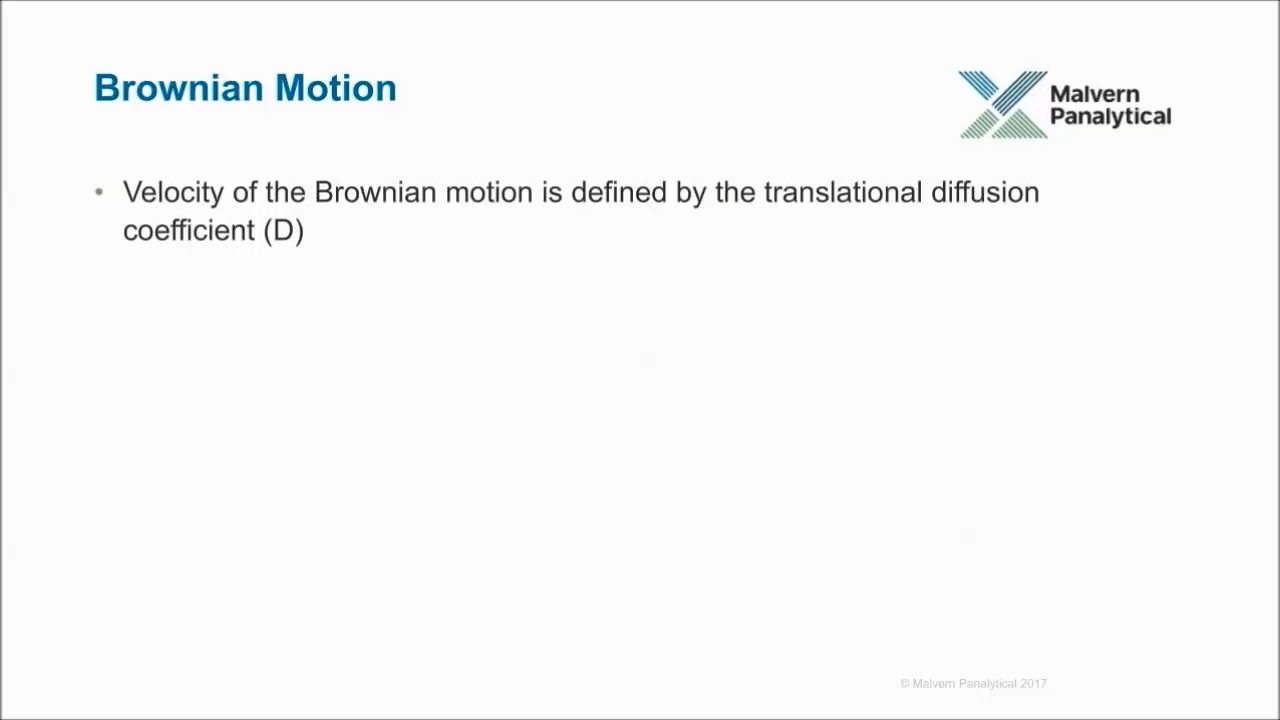 Brownian Motion
Malvern
Panalytical
• Velocity of the Brownian motion is defined by the translational diffusion
coefficient (D)
© Malvern Panalytical 2017